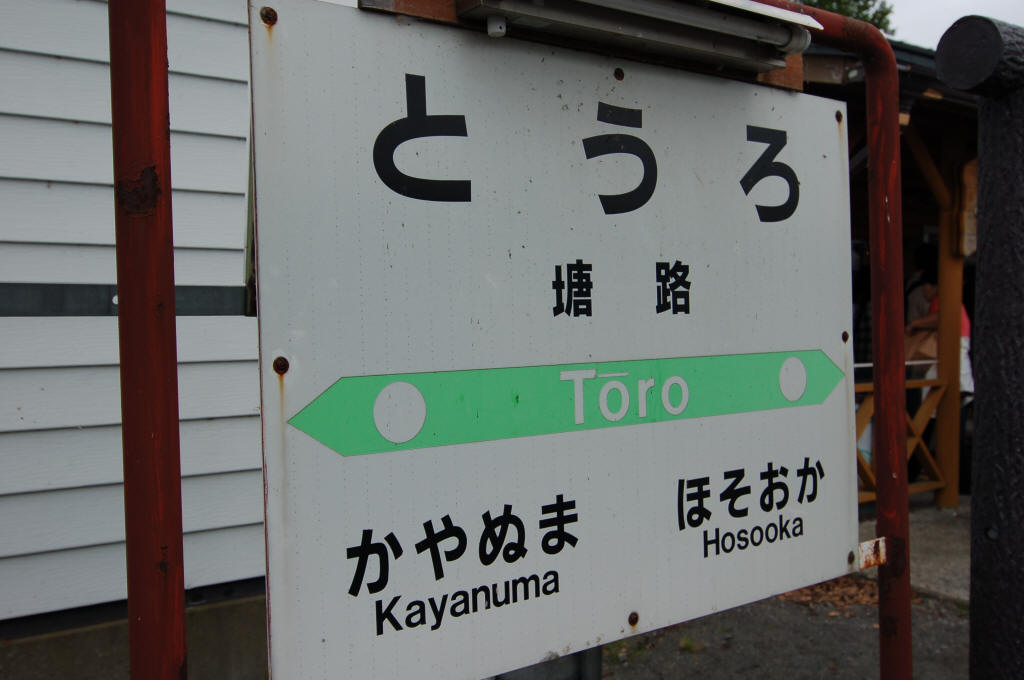 とうろ
塘路
Tōro
かやぬま
Kayanuma
ほそおか
Hosooka